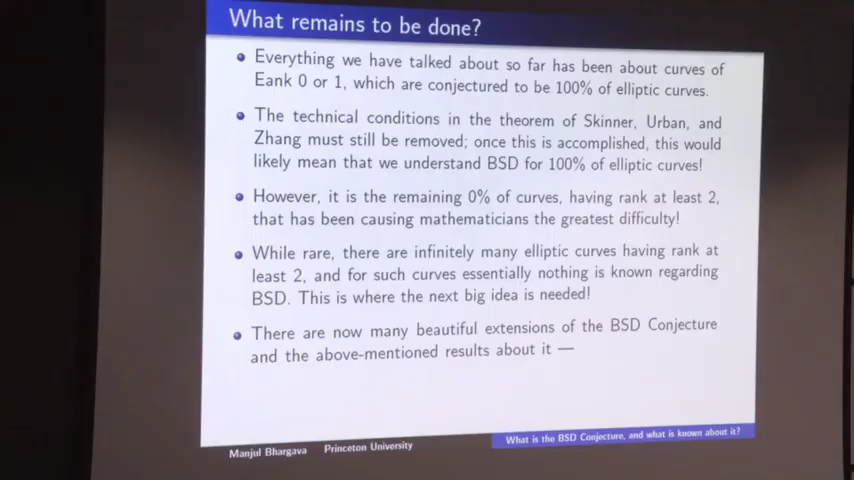 What remains to be done?
Everything we have talked about so far has been about curves of
Eank 0 or 1, which are conjectured to be 100% of elliptic curves.
The technical conditions in the theorem of Skinner, Urban, and
Zhang must still be removed; once this is accomplished, this would
likely mean that we understand BSD for 100% of elliptic curves!
However, it is the remaining 0% of curves, having rank at least 2,
that has been causing mathematicians the greatest difficulty!
While rare, there are infinitely many elliptic curves having rank at
least 2, and for such curves essentially nothing is known regarding
BSD. This is where the next big idea is needed!
There are now many beautiful extensions of the BSD Conjecture
and the above-mentioned results about it —
Manjul Bhargava Princeton University
What is the BSD Conjecture, and what is known about it?